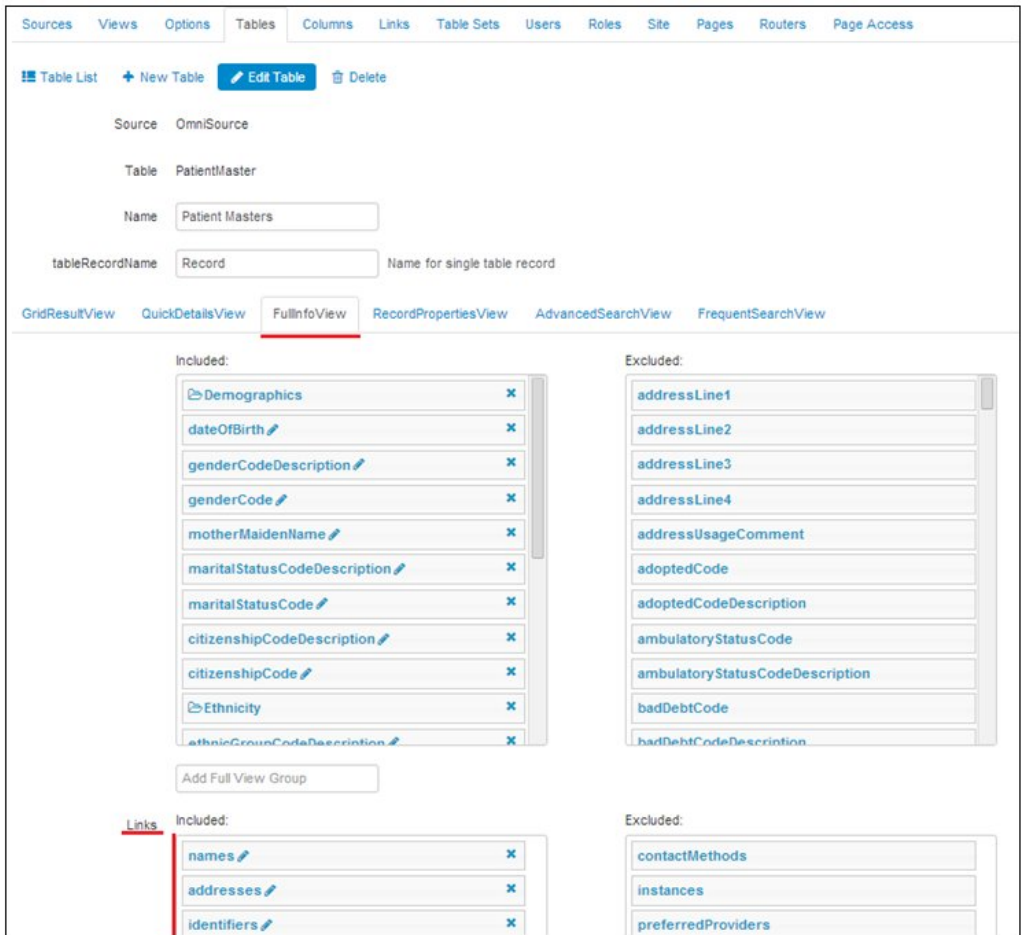 Sources Views Options Tables Columns Links Table Sets Users Roles Site Pages Routers Page Access
Table List New Table Edit Table Delete
Source OmniSource
Table PatientMaster
Name Patient Masters
tableRecordName Record Name for single table record
GridResultView QuickDetailsView FullInfoView RecordPropertiesView AdvancedSearchView FrequentSearchView
Included: Excluded:
Demographics addressLine1
dateOfBirth addressLine2
genderCodeDescription addressLine3
genderCode addressLine4
motherMaidenName addressUsageComment
maritalStatusCodeDescription adoptedCode
maritalStatusCode adoptedCodeDescription
citizenshipCodeDescription ambulatoryStatusCode
citizenshipCode ambulatoryStatusCodeDescription
Ethnicity badDebtCode
ethnicGroupCodeDescription badDebtCodeDescription
Add Full View Group
Links Included: Excluded:
names contactMethods
addresses instances
identifiers preferredProviders